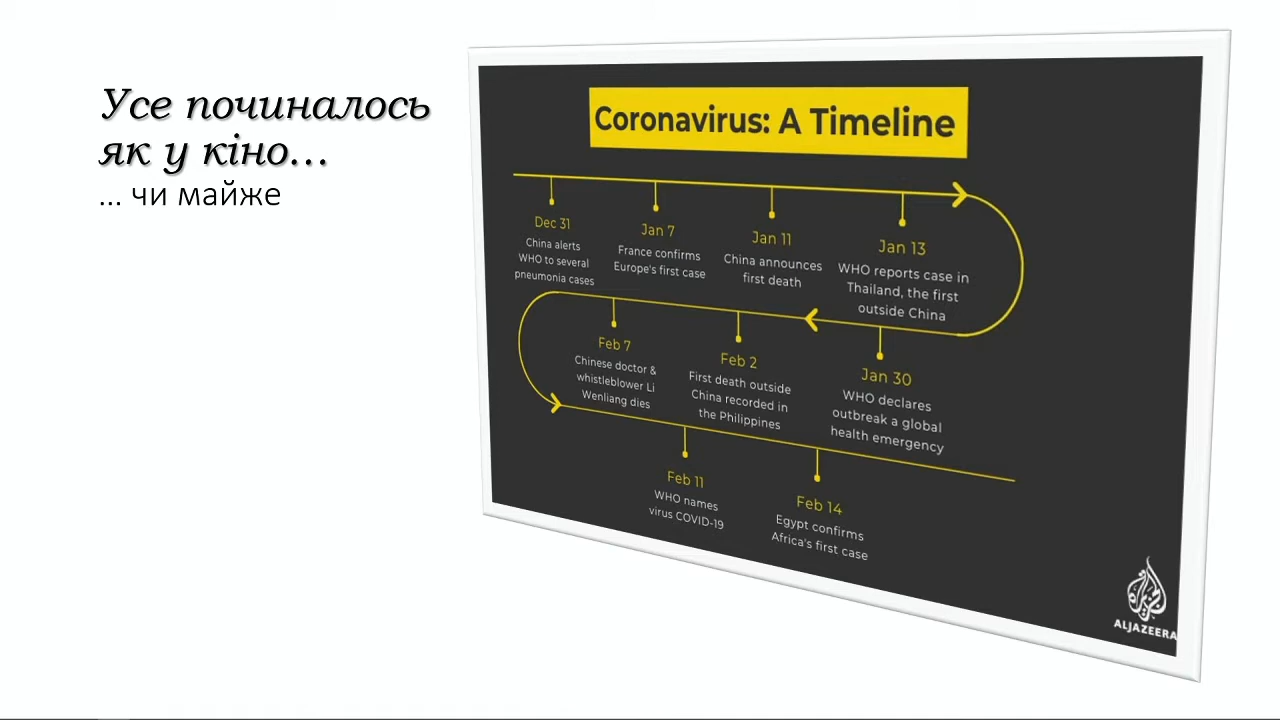 Усе починалось
як у кіно...
... чи майже
Coronavirus: A Timeline
Dec 31
China alerts
WHO to several
pneumonia cases
Jan 7
France confirms
Europe's first case
Jan 11
China announces
first death
Jan 13
WHO reports case in
Thailand, the first
outside China
Feb 7
Chinese doctor &
whistleblower Li
Wenliang dies
Feb 2
First death outside
China recorded in
the Philippines
Jan 30
WHO declares
outbreak a global
health emergency
Feb 11
WHO names
virus COVID-19
Feb 14
Egypt confirms
Africa's first case
ALJAZEERA